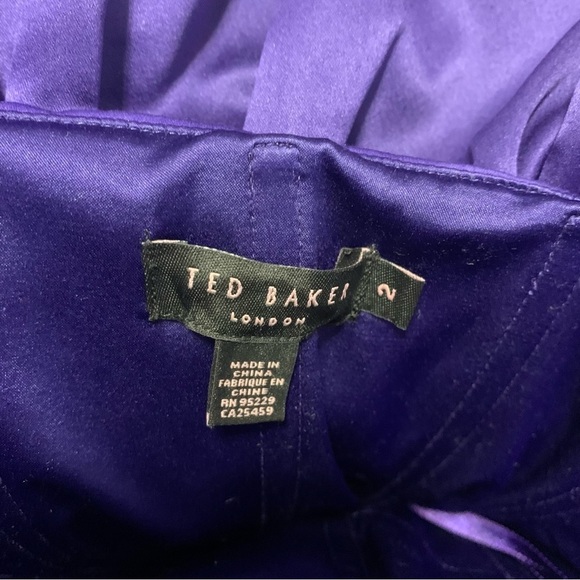 TED BAKER
LONDON
2
MADE IN
CHINA
FABRIQUE EN
CHINE
RN 95229
CA25459